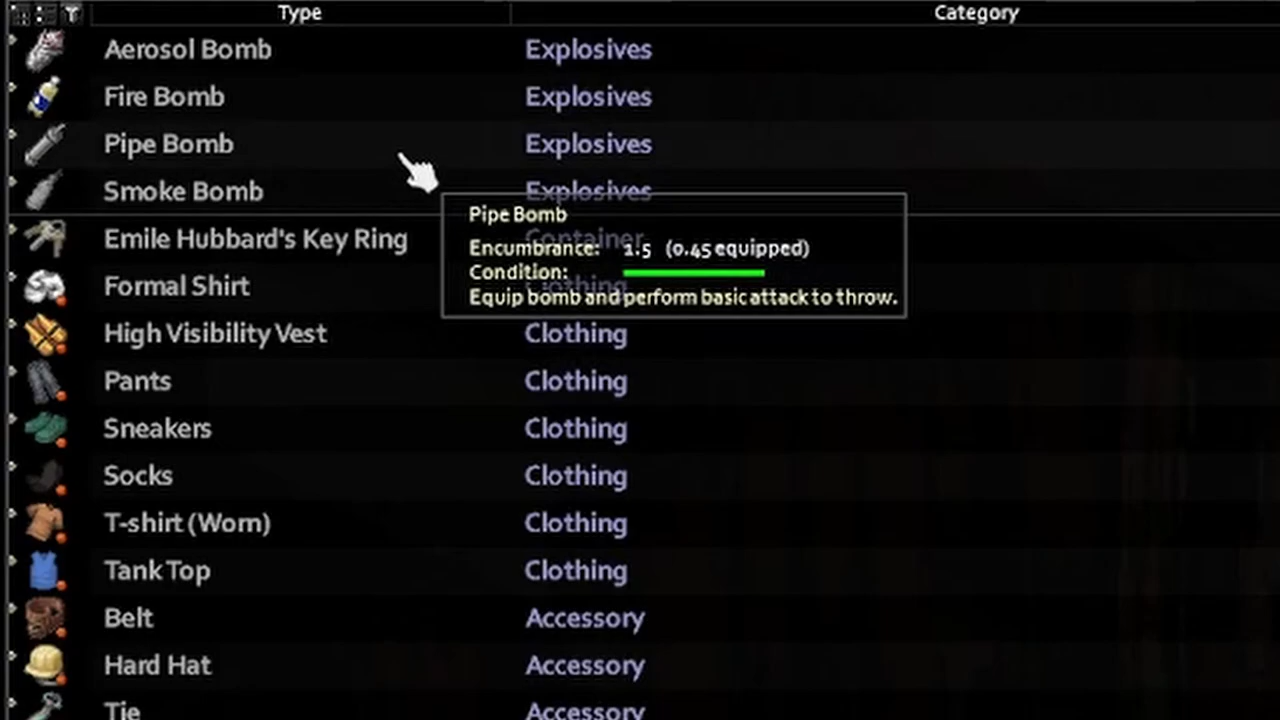 Type Category
Aerosol Bomb Explosives
Fire Bomb Explosives
Pipe Bomb Explosives
Smoke Bomb Explosives
Pipe Bomb
Emile Hubbard's Key Ring Container
Encumbrance: 1.5 (0.45 equipped)
Condition:
Formal Shirt Clothing
Equip bomb and perform basic attack to throw.
High Visibility Vest Clothing
Pants Clothing
Sneakers Clothing
Socks Clothing
T-shirt (Worn) Clothing
Tank Top Clothing
Belt Accessory
Hard Hat Accessory
Tie Accessory